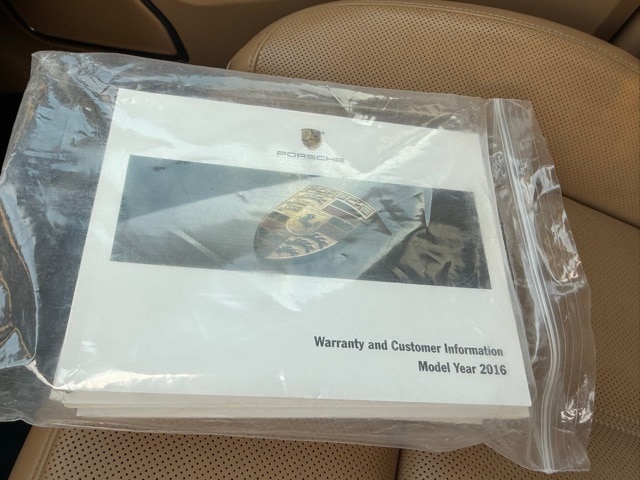 PORSCHE
Warranty and Customer Information
Model Year 2016